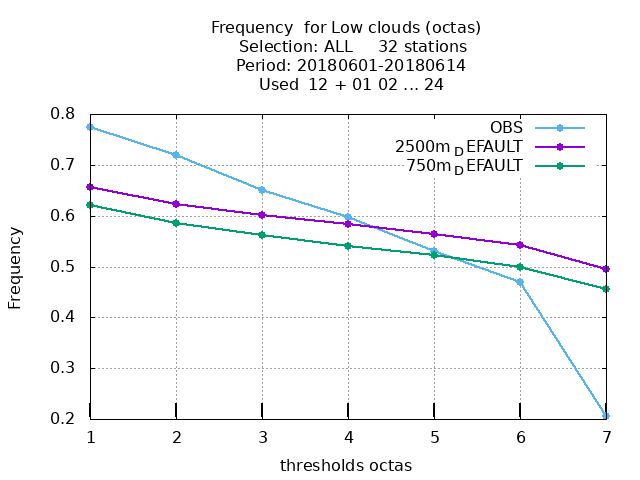 Frequency for Low clouds (octas)
Selection: ALL 32 stations
Period: 20180601-20180614
Used 12 + 01 02 ... 24
0.8
0.7
0.6
0.5
0.4
0.3
0.2
Frequency
OBS
2500m_DEFAULT
750m_DEFAULT
1 2 3 4 5 6 7
thresholds octas